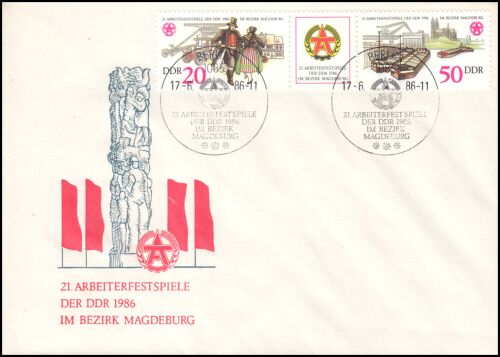 21. ARBEITERFESTSPIELE DER DDR 1986
IM BEZIRK MAGDEBURG
DDR 20
21. ARBEITERFESTSPIELE
DER DDR 1986
IM BEZIRK MAGDEBURG
21. ARBEITERFESTSPIELE DER DDR 1986
IM BEZIRK MAGDEBURG
50 DDR
17-6 86-11
21. ARBEITERFESTSPIELE
DER DDR 1986
IM BEZIRK
MAGDEBURG
17-6 86-11
21. ARBEITERFESTSPIELE
DER DDR 1986
IM BEZIRK
MAGDEBURG
21. ARBEITERFESTSPIELE
DER DDR 1986
IM BEZIRK MAGDEBURG